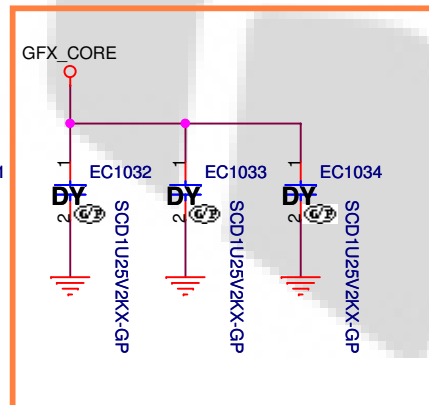 GFX_CORE
1
EC1032
DY
2
G/P
SCD1U25V2KX-GP
1
EC1033
DY
2
G/P
SCD1U25V2KX-GP
1
EC1034
DY
2
G/P
SCD1U25V2KX-GP
1